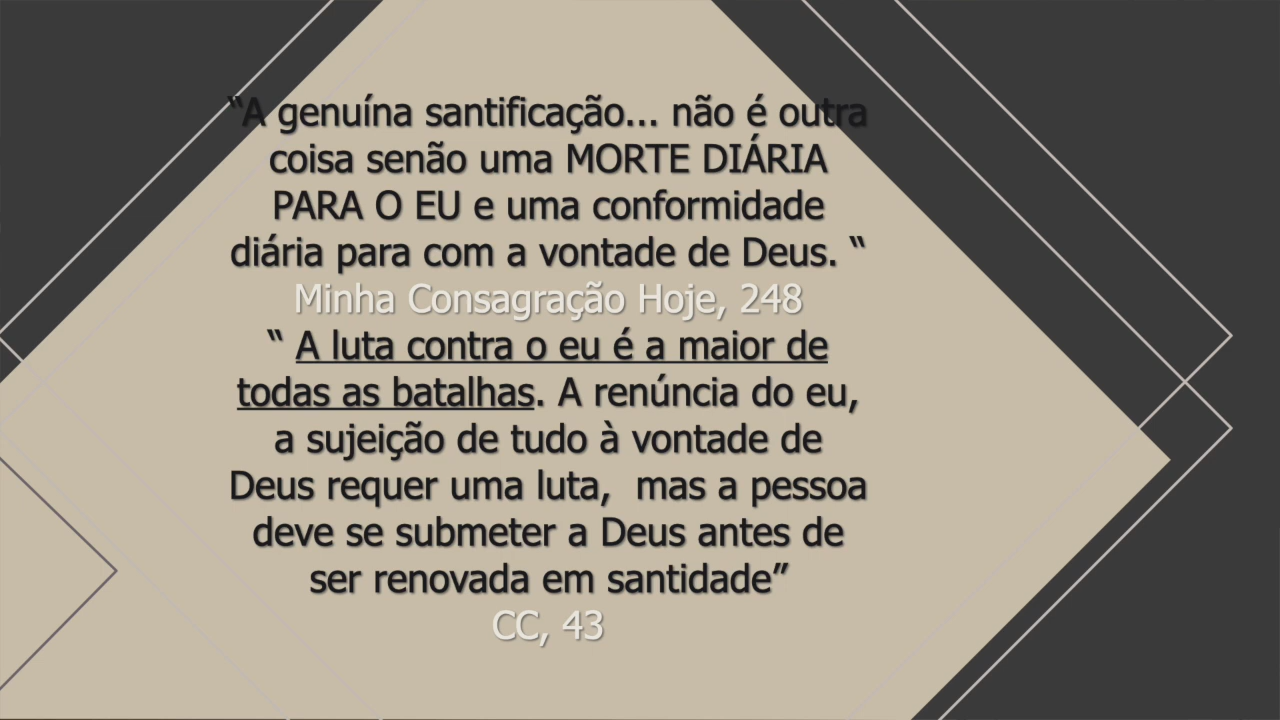 “A genuína santificação... não é outra
coisa senão uma MORTE DIÁRIA
PARA O EU e uma conformidade
diária para com a vontade de Deus. “
Minha Consagração Hoje, 248
“ A luta contra o eu é a maior de
todas as batalhas. A renúncia do eu,
a sujeição de tudo à vontade de
Deus requer uma luta,  mas a pessoa
deve se submeter a Deus antes de
ser renovada em santidade”
CC, 43